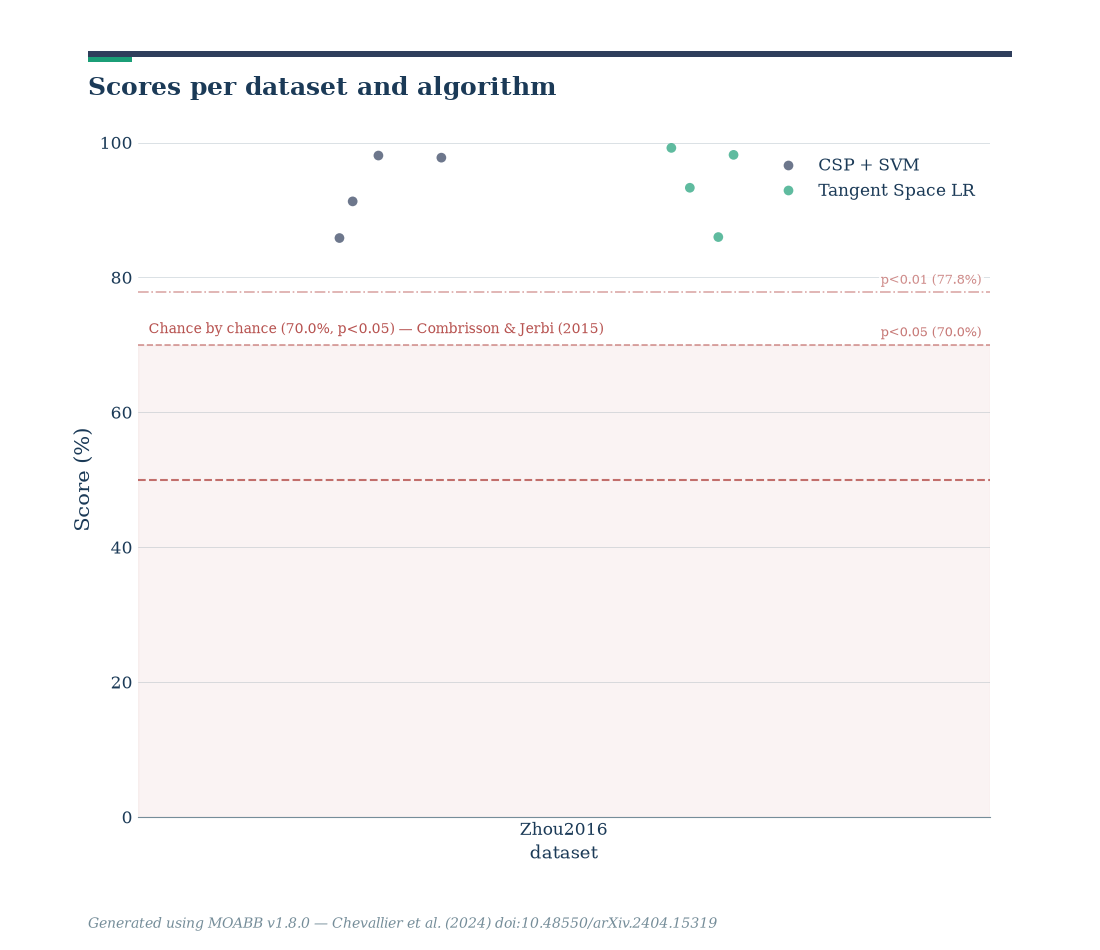 Scores per dataset and algorithm
100
CSP + SVM
Tangent Space LR
80
p<0.01 (77.8%)
Chance by chance (70.0%, p<0.05) — Combrisson & Jerbi (2015)
p<0.05 (70.0%)
60
Score (%)
40
20
0
Zhou2016
dataset
Generated using MOABB v1.8.0 — Chevallier et al. (2024) doi:10.48550/arXiv.2404.15319